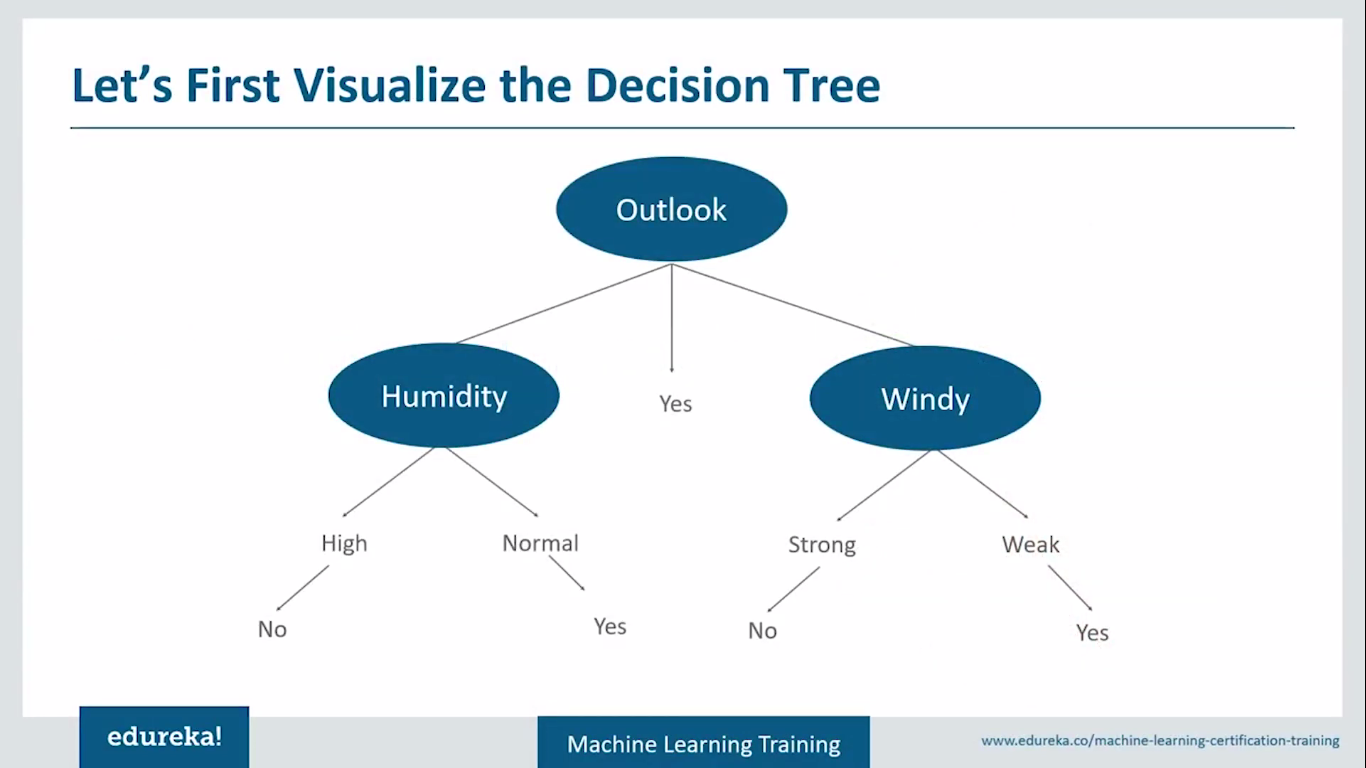 Let’s First Visualize the Decision Tree
Outlook
Humidity
Yes
Windy
High
Normal
Strong
Weak
No
Yes
No
Yes
edureka!
Machine Learning Training
www.edureka.co/machine-learning-certification-training